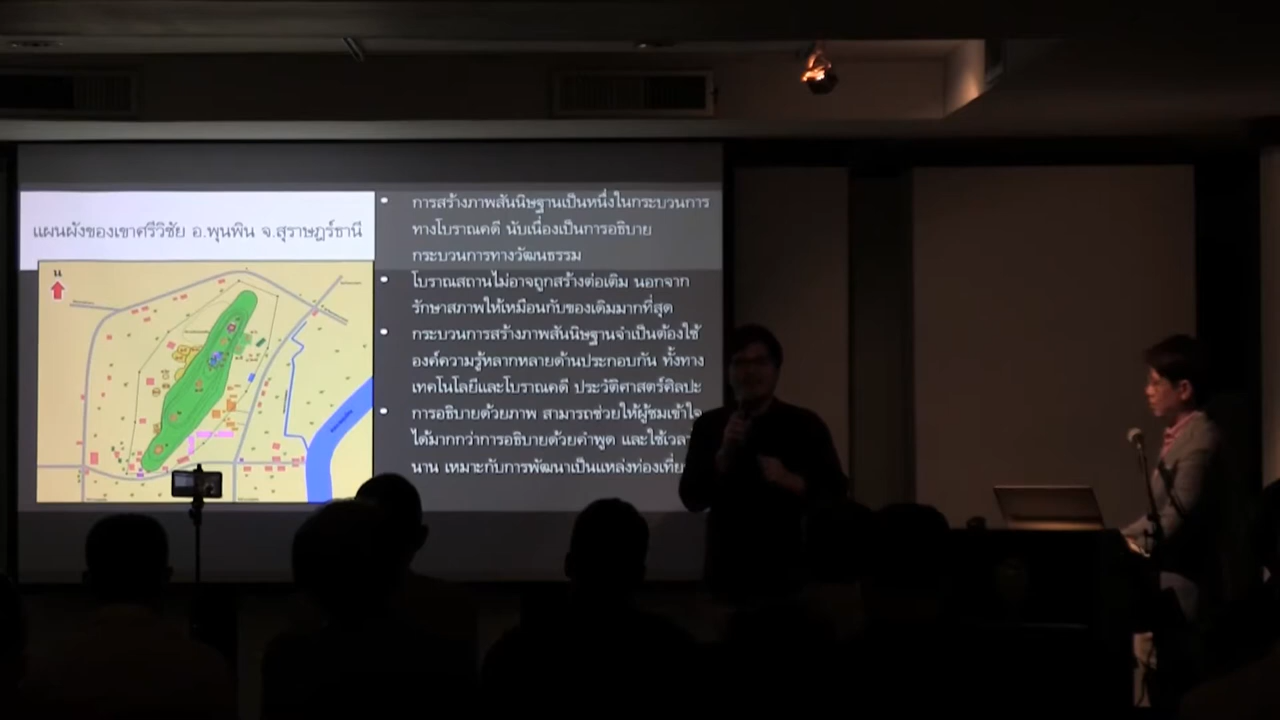 แผนผังของเขาศรีวิชัย อ.พุนพิน จ.สุราษฎร์ธานี
น
• การสร้างภาพสันนิษฐานเป็นหนึ่งในกระบวนการ
ทางโบราณคดี นับเนื่องเป็นการอธิบาย
กระบวนการทางวัฒนธรรม
• โบราณสถานไม่อาจถูกสร้างต่อเติม นอกจาก
รักษาสภาพให้เหมือนกับของเดิมมากที่สุด
• กระบวนการสร้างภาพสันนิษฐานจำเป็นต้องใช้
องค์ความรู้หลากหลายด้านประกอบกัน ทั้งทาง
เทคโนโลยีและโบราณคดี ประวัติศาสตร์ศิลปะ
• การอธิบายด้วยภาพ สามารถช่วยให้ผู้ชมเข้าใจ
ได้มากกว่าการอธิบายด้วยคำพูด และใช้
นาน เหมาะกับการพัฒนาเป็นแหล่ง